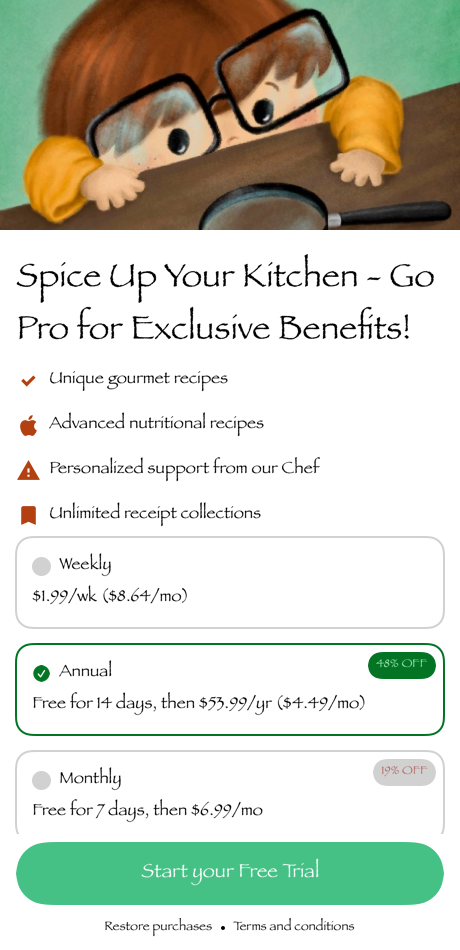 Spice Up Your Kitchen - Go
Pro for Exclusive Benefits!
Unique gourmet recipes
Advanced nutritional recipes
Personalized support from our Chef
Unlimited receipt collections
Weekly
$1.99/wk ($8.64/mo)
48% OFF
Annual
Free for 14 days, then $53.99/yr ($4.49/mo)
19% OFF
Monthly
Free for 7 days, then $6.99/mo
Start your Free Trial
Restore purchases • Terms and conditions